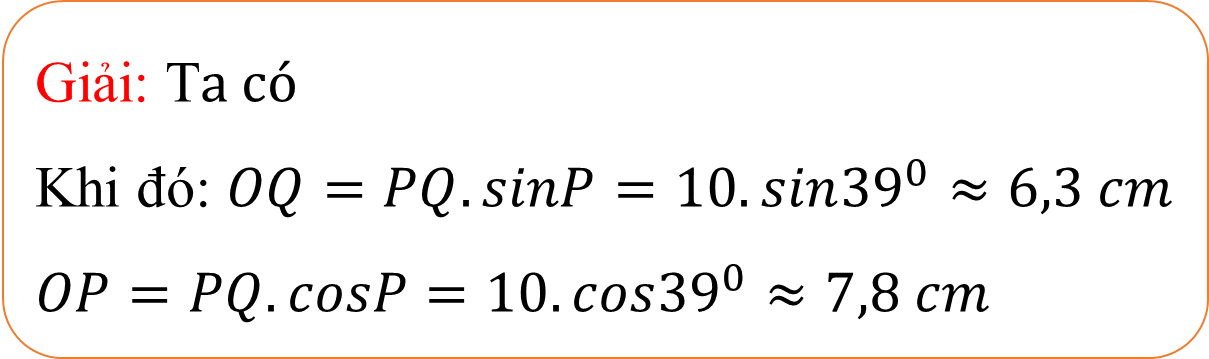 Giải: Ta có
Khi đó: OQ = PQ.sinP = 10.sin39⁰ ≈ 6,3 cm
OP = PQ.cosP = 10.cos39⁰ ≈ 7,8 cm